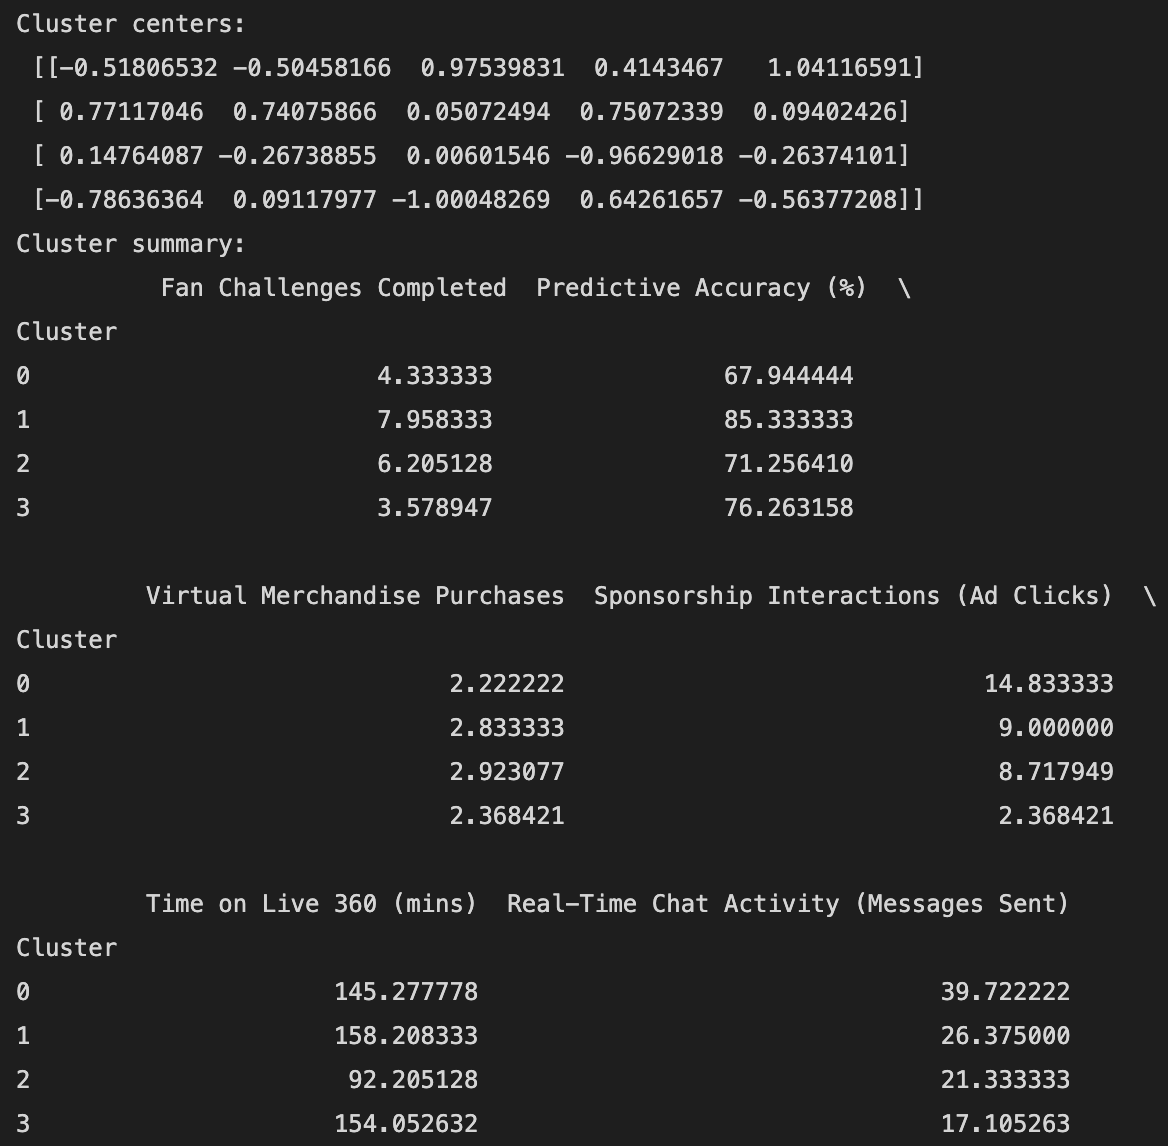 Cluster centers:
[[-0.51806532 -0.50458166 0.97539831 0.4143467 1.04116591]
[ 0.77117046 0.74075866 0.05072494 0.75072339 0.09402426]
[ 0.14764087 -0.26738855 0.00601546 -0.96629018 -0.26374101]
[-0.78636364 0.09117977 -1.00048269 0.64261657 -0.56377208]]
Cluster summary:
Fan Challenges Completed Predictive Accuracy (%) \
Cluster
0 4.333333 67.944444
1 7.958333 85.333333
2 6.205128 71.256410
3 3.578947 76.263158
Virtual Merchandise Purchases Sponsorship Interactions (Ad Clicks) \
Cluster
0 2.222222 14.833333
1 2.833333 9.000000
2 2.923077 8.717949
3 2.368421 2.368421
Time on Live 360 (mins) Real-Time Chat Activity (Messages Sent)
Cluster
0 145.277778 39.722222
1 158.208333 26.375000
2 92.205128 21.333333
3 154.052632 17.105263